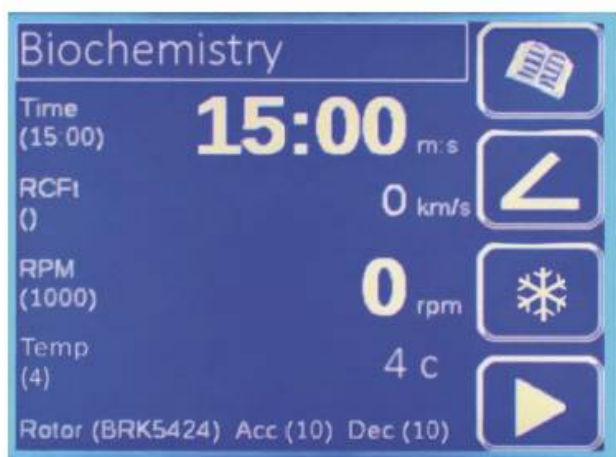 Biochemistry
Time
(15:00)
15:00 m:s
RCFt
()
0 km/s
RPM
(1000)
0 rpm
Temp
(4)
4 c
Rotor (BRK5424) Acc (10) Dec (10)